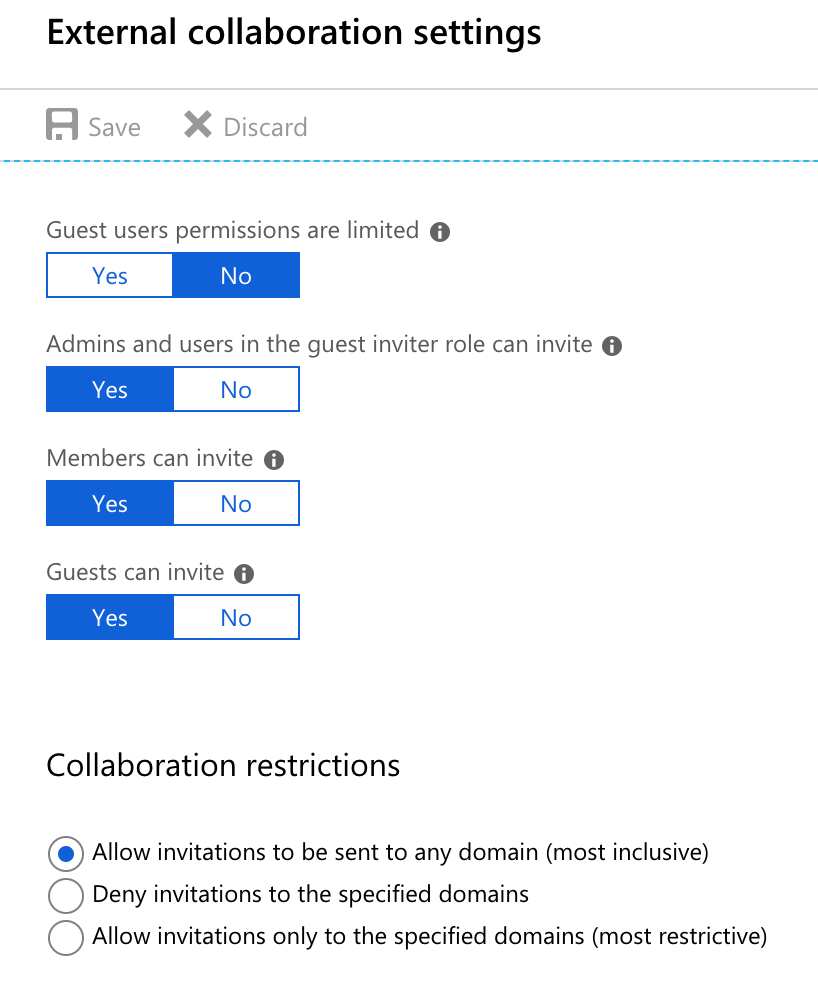 External collaboration settings
Save Discard
Guest users permissions are limited
Yes No
Admins and users in the guest inviter role can invite
Yes No
Members can invite
Yes No
Guests can invite
Yes No
Collaboration restrictions
Allow invitations to be sent to any domain (most inclusive)
Deny invitations to the specified domains
Allow invitations only to the specified domains (most restrictive)